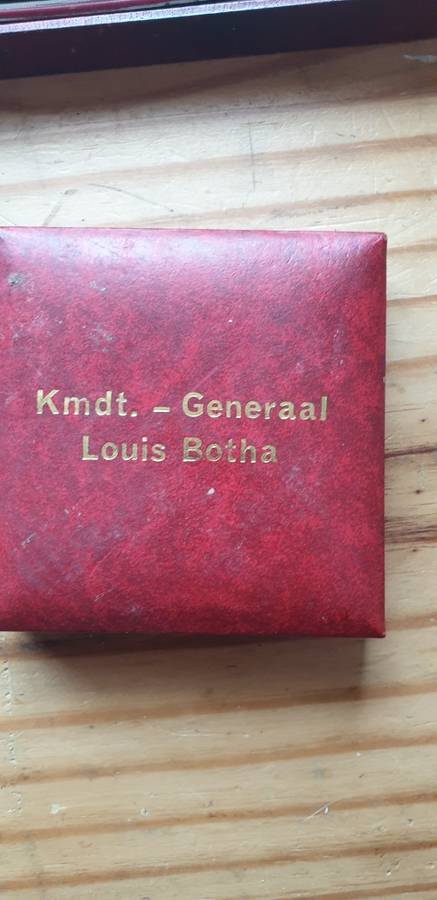 Kmdt. – Generaal
Louis Botha